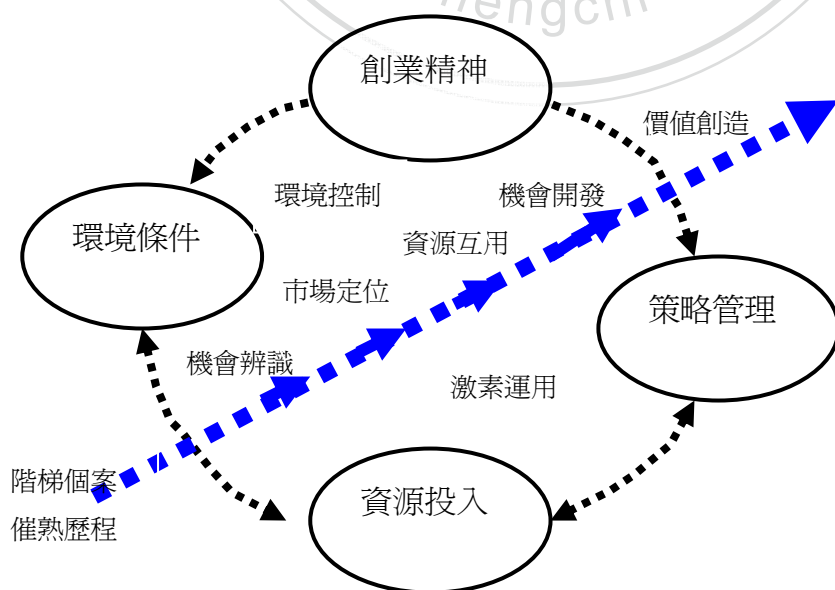 hengchi
創業精神
價值創造
環境控制
機會開發
環境條件
資源互用
市場定位
策略管理
機會辨識
激素運用
階梯個案
催熟歷程
資源投入